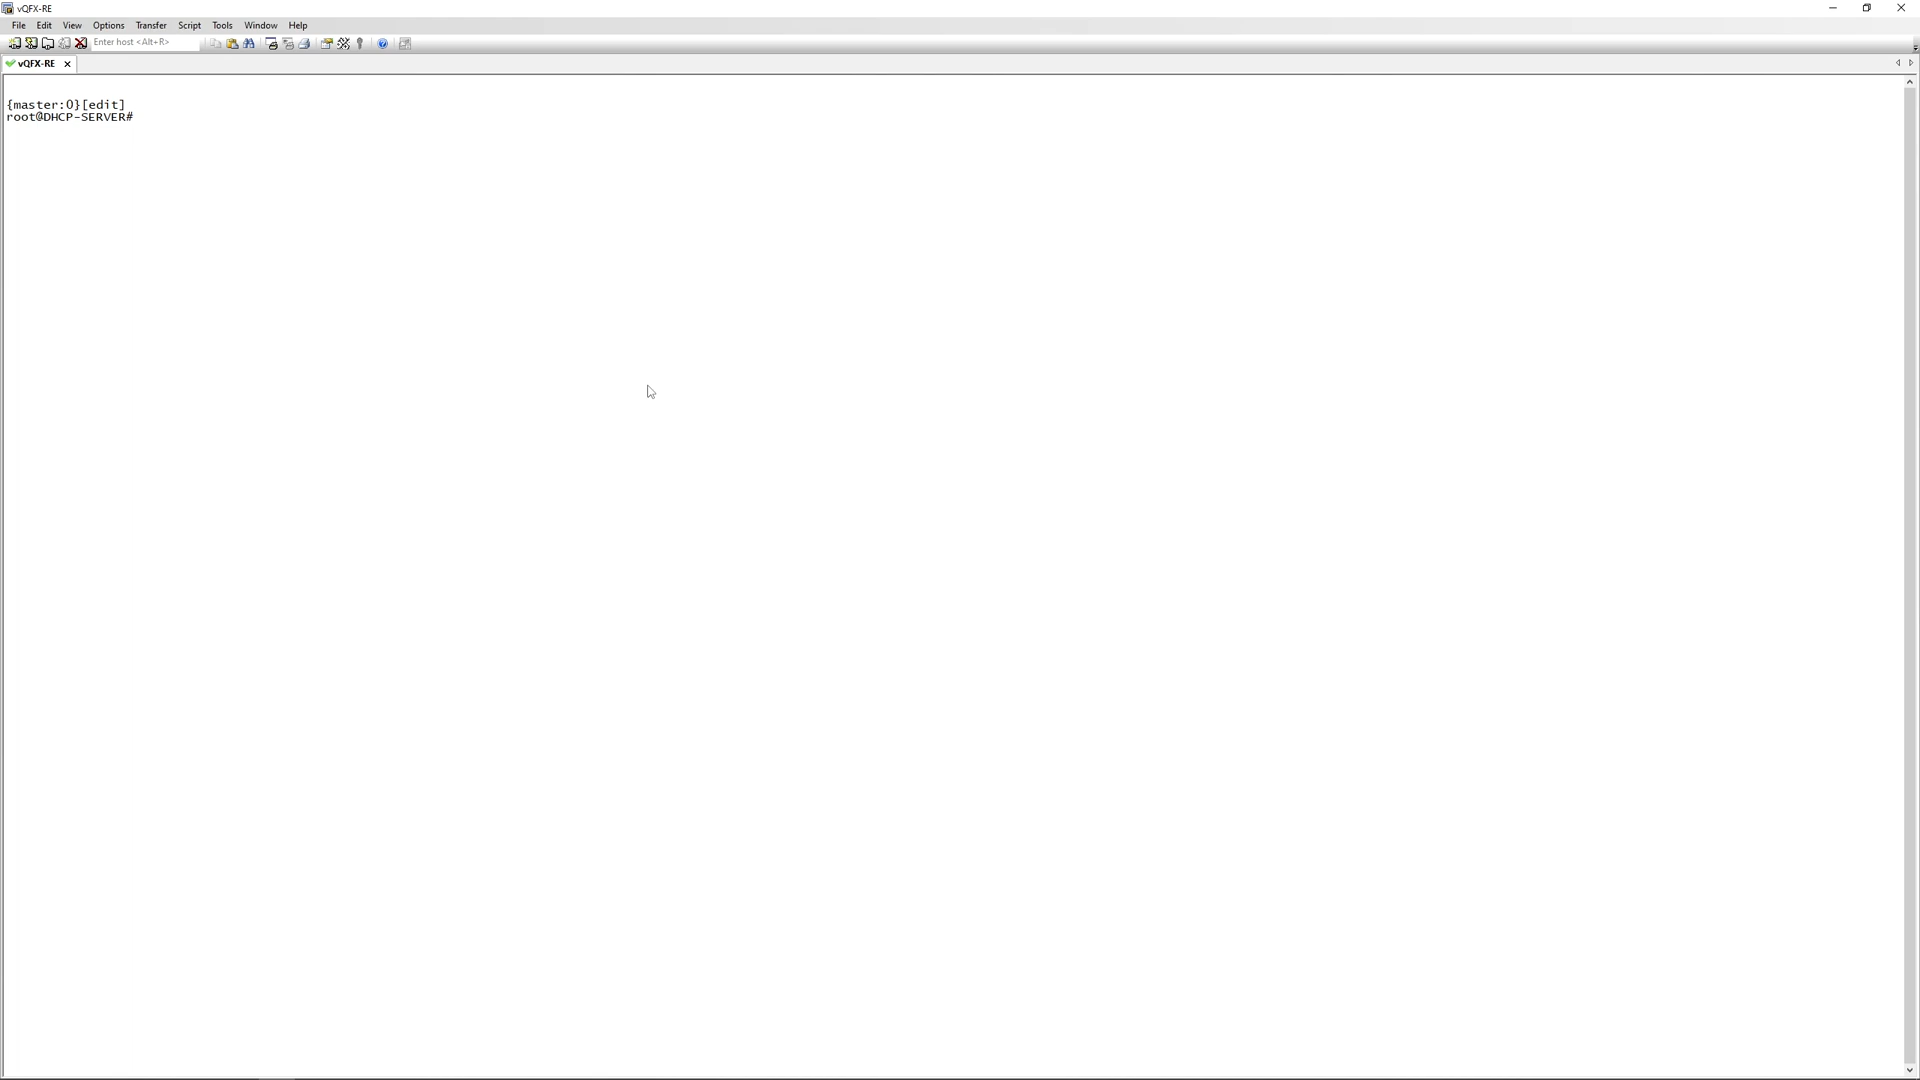 vQFX-RE
File Edit View Options Transfer Script Tools Window Help
Enter host <Alt+R>
vQFX-RE
{master:0}[edit]
root@DHCP-SERVER#